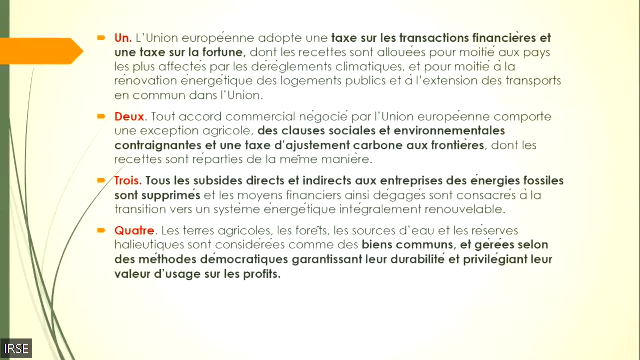 Un. L'Union européenne adopte une taxe sur les transactions financières et
une taxe sur la fortune, dont les recettes sont allouées pour moitié aux pays
les plus affectés par les dérèglements climatiques, et pour moitié à la
rénovation énergétique des logements publics et à l'extension des transports
en commun dans l'Union.
Deux. Tout accord commercial négocié par l'Union européenne comporte
une exception agricole, des clauses sociales et environnementales
contraignantes et une taxe d'ajustement carbone aux frontières, dont les
recettes sont réparties de la même manière.
Trois. Tous les subsides directs et indirects aux entreprises des énergies fossiles
sont supprimés et les moyens financiers ainsi dégagés sont consacrés à la
transition vers un système énergétique intégralement renouvelable.
Quatre. Les terres agricoles, les forêts, les sources d'eau et les réserves
halieutiques sont considérées comme des biens communs, et gérées selon
des méthodes démocratiques garantissant leur durabilité et privilégiant leur
valeur d'usage sur les profits.
IRSE